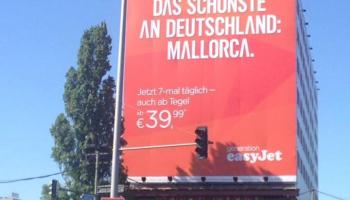 DAS SCHÖNSTE
AN DEUTSCHLAND:
MALLORCA.
Jetzt 7-mal täglich –
auch ab Tegel
ab
€39,99*
generation
easyJet